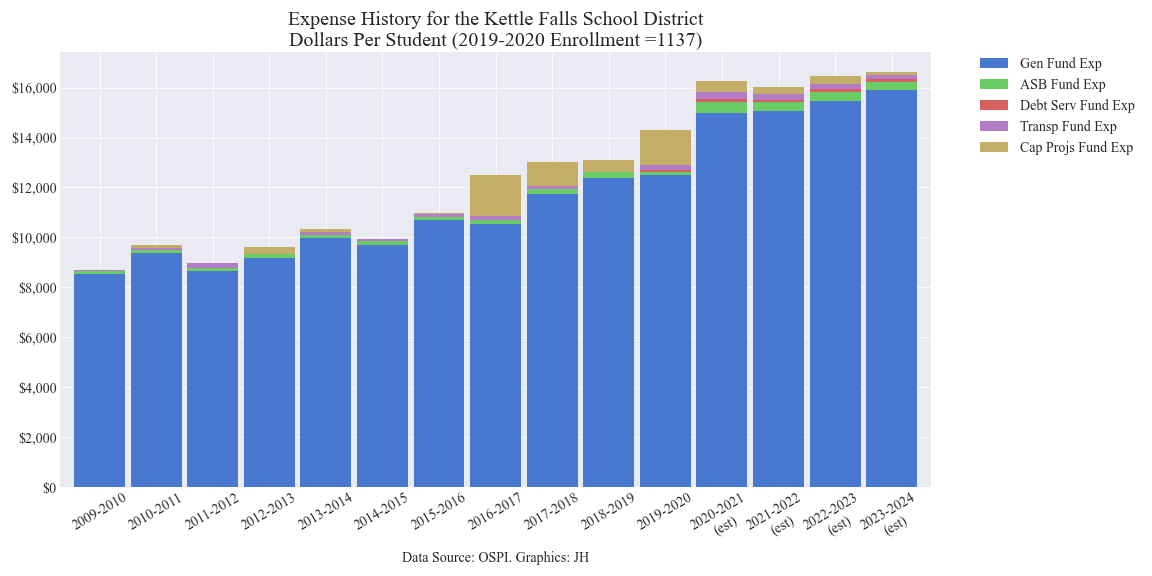 Expense History for the Kettle Falls School District
Dollars Per Student (2019-2020 Enrollment =1137)
Gen Fund Exp
ASB Fund Exp
Debt Serv Fund Exp
Transp Fund Exp
Cap Projs Fund Exp
$16,000
$14,000
$12,000
$10,000
$8,000
$6,000
$4,000
$2,000
$0
2009-2010
2010-2011
2011-2012
2012-2013
2013-2014
2014-2015
2015-2016
2016-2017
2017-2018
2018-2019
2019-2020
2020-2021
(est)
2021-2022
(est)
2022-2023
(est)
2023-2024
(est)
Data Source: OSPI. Graphics: JH